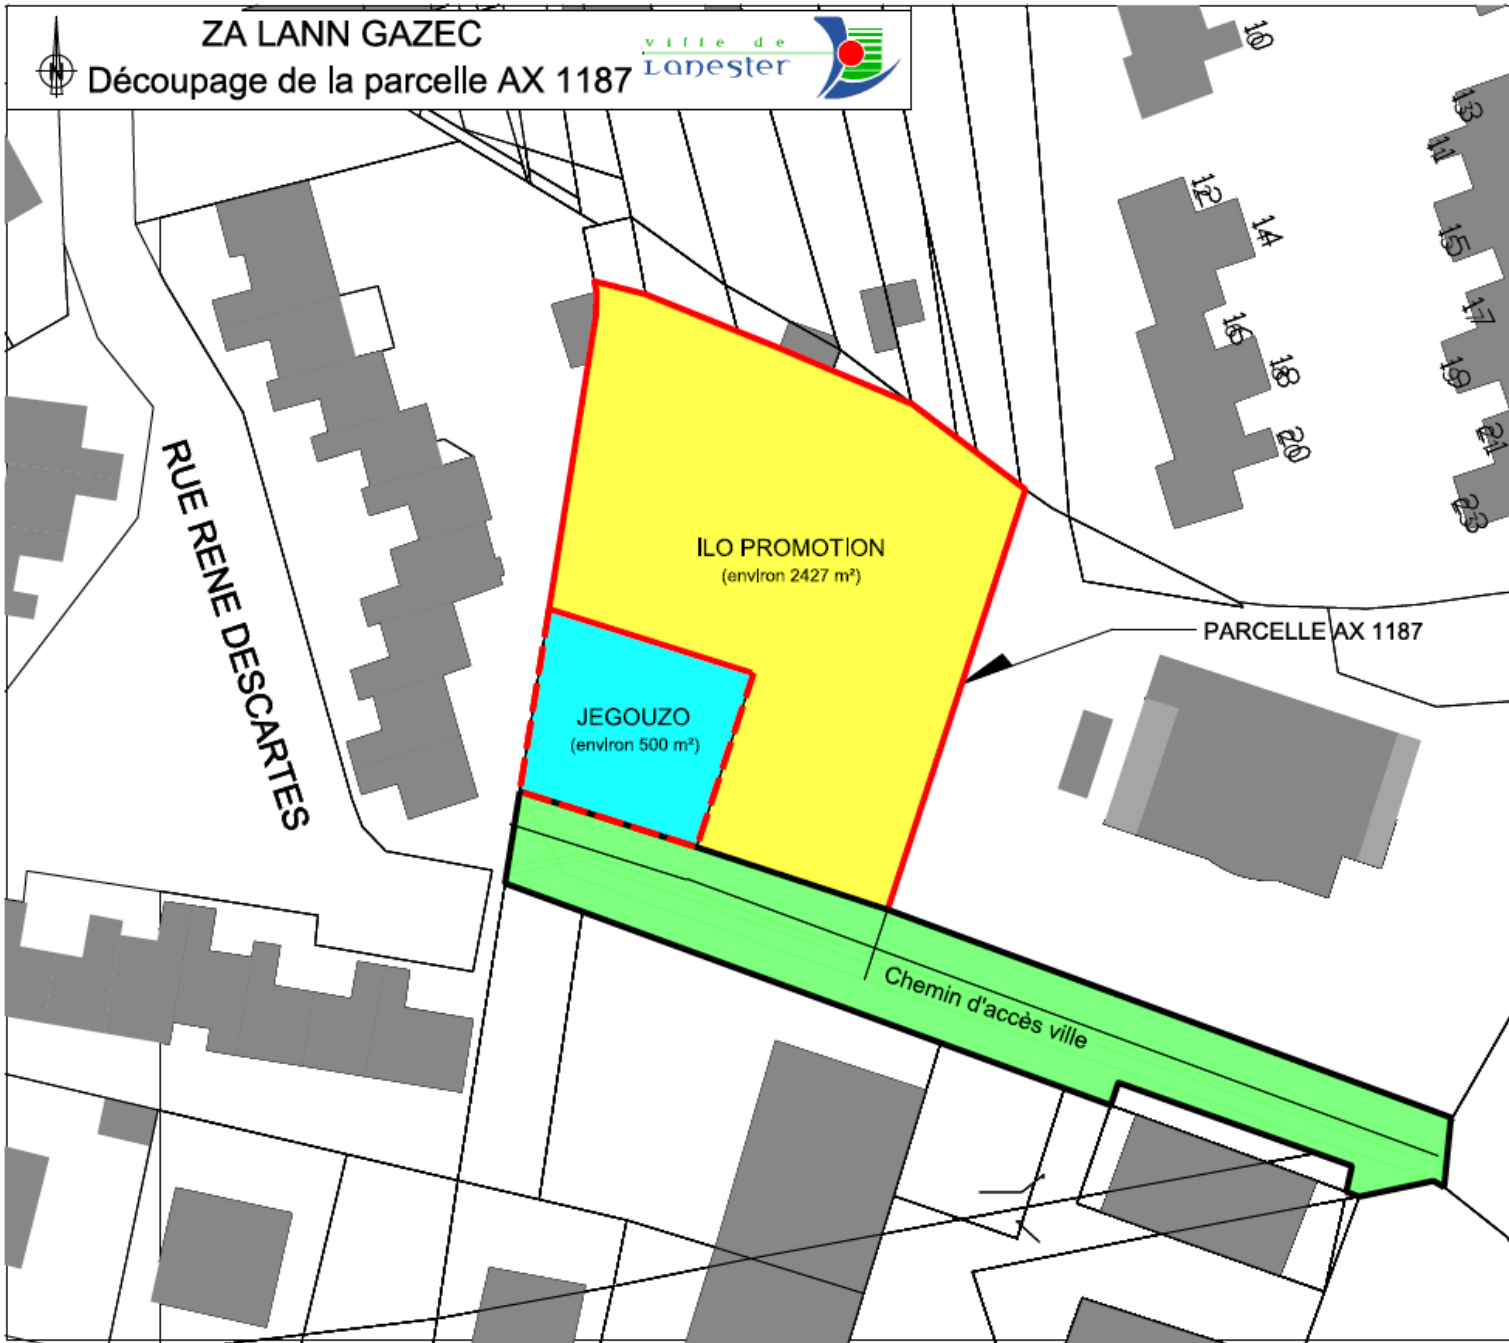 ZA LANN GAZEC
Découpage de la parcelle AX 1187
ville de
Lanester
N
10
13
11
12
14
15
16
17
18
19
20
21
23
RUE RENE DESCARTES
ILO PROMOTION
(environ 2427 m²)
PARCELLE AX 1187
JEGOUZO
(environ 500 m²)
Chemin d'accès ville